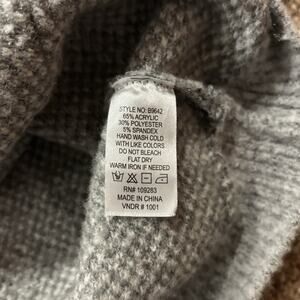 STYLE NO: B9642
65% ACRYLIC
30% POLYESTER
5% SPANDEX
HAND WASH COLD
WITH LIKE COLORS
DO NOT BLEACH
FLAT DRY
WARM IRON IF NEEDED
RN# 109283
MADE IN CHINA
VNDR # 1001